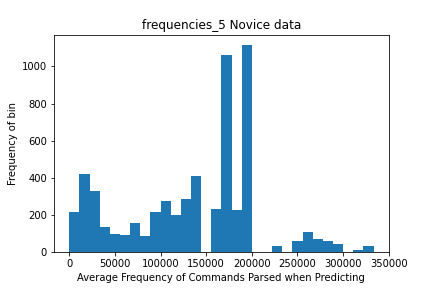 frequencies_5 Novice data
Frequency of bin
1000
800
600
400
200
0
0 50000 100000 150000 200000 250000 300000 350000
Average Frequency of Commands Parsed when Predicting